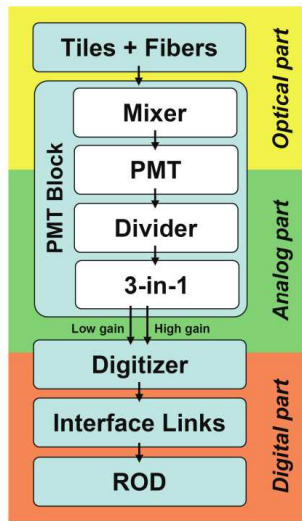 Tiles + Fibers
Optical part
PMT Block
Mixer
PMT
Divider
3-in-1
Analog part
Low gain
High gain
Digitizer
Interface Links
ROD
Digital part